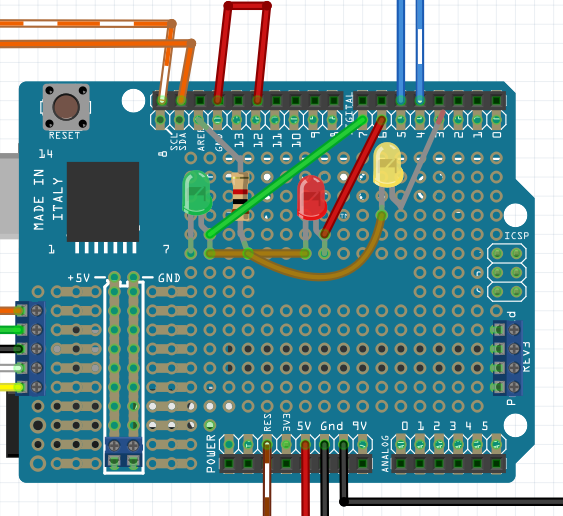 RESET
SCL
SDA
AREF
GND
13
12
11
10
9
8
DIGITAL
7
6
5
4
3
2
1
0
14
8
MADE IN
ITALY
1
7
+5V
GND
ICSP
REV3
P
d
POWER
RES
3V3
5V
Gnd
9V
ANALOG
0
1
2
3
4
5